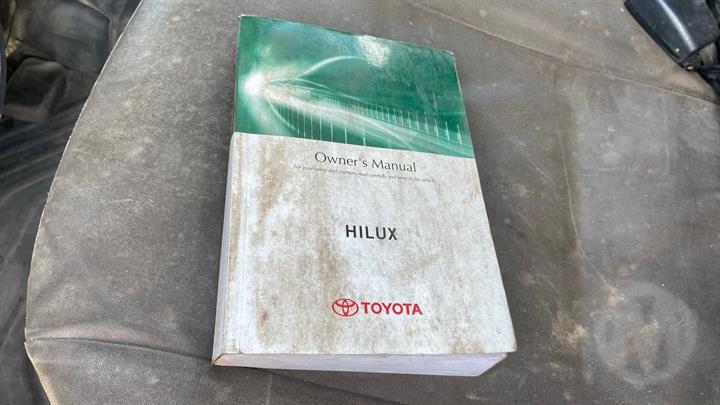 Owner's Manual
For your safety and comfort, read carefully and keep in the vehicle.
HILUX
TOYOTA